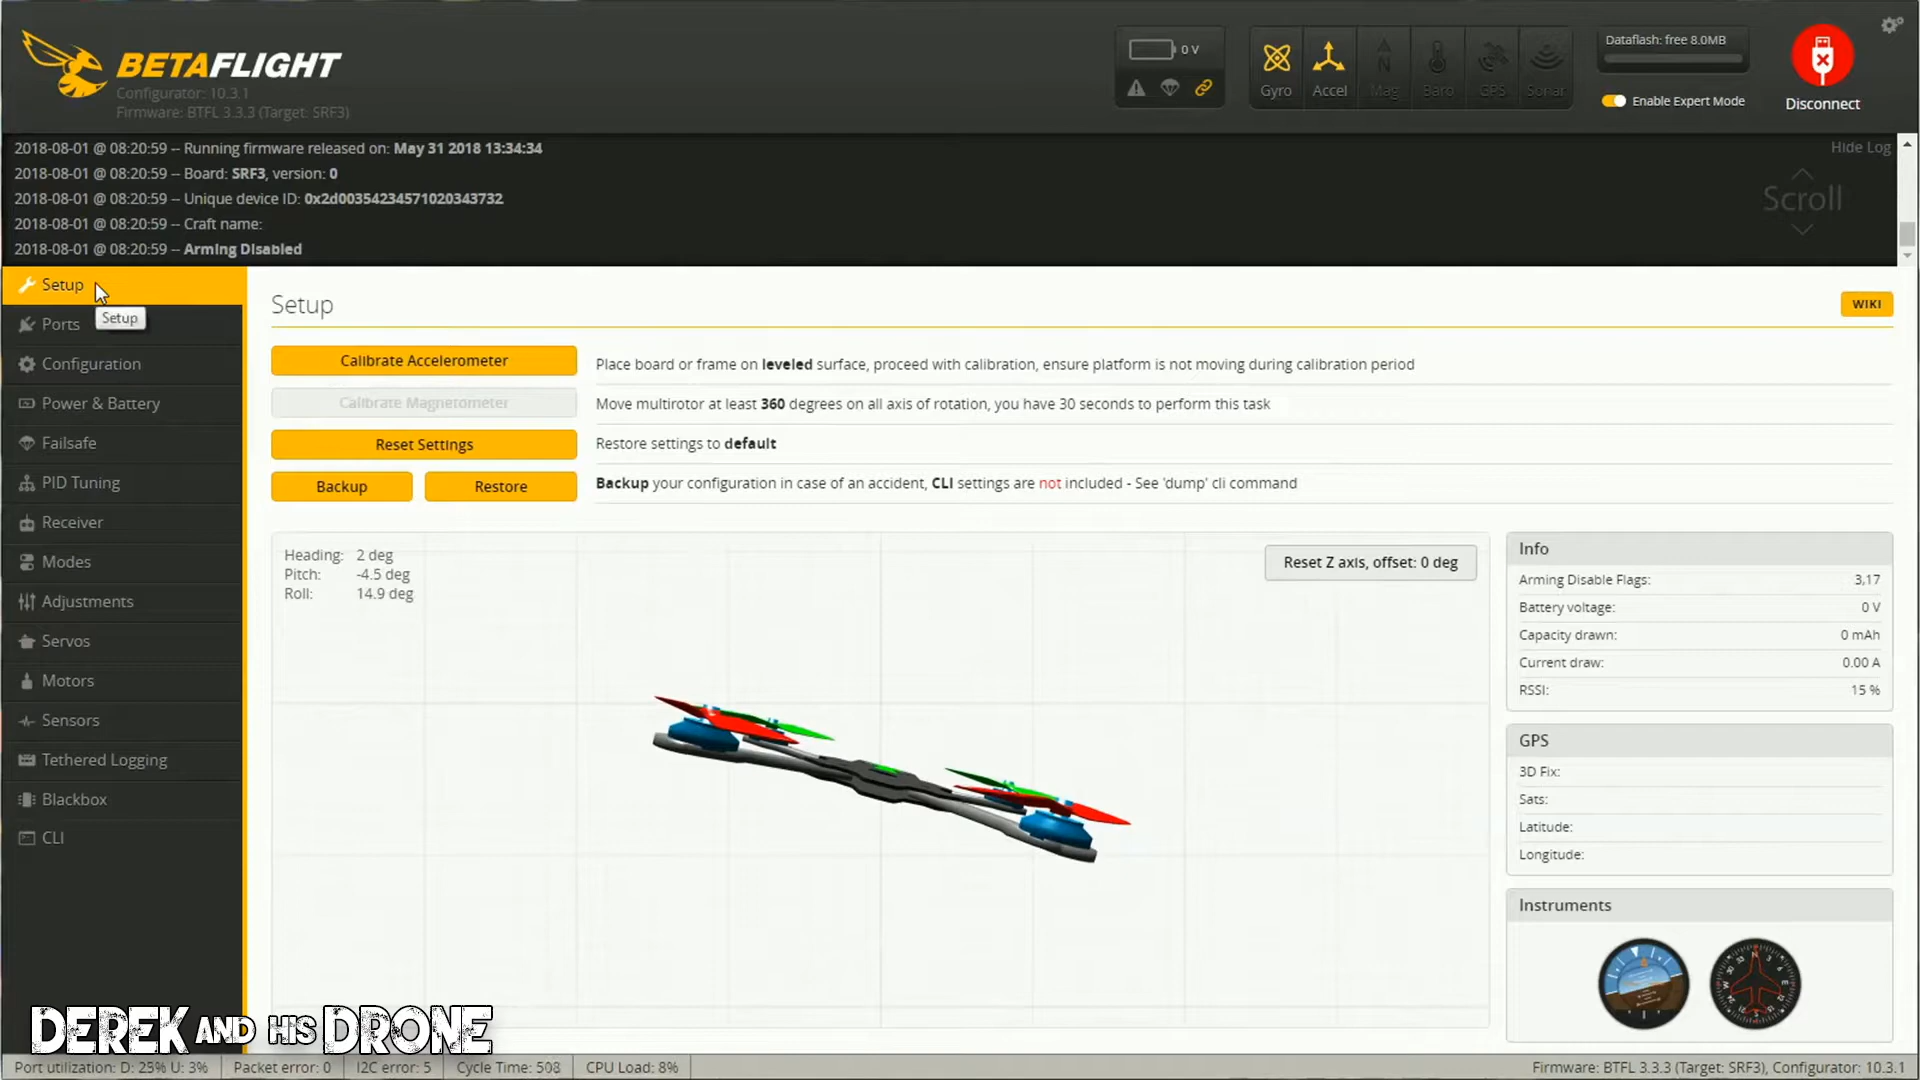 BETAFLIGHT
Configurator: 10.3.1
Firmware: BTFL 3.3.3 (Target: SRF3)
0 V
Gyro
Accel
Mag
Baro
GPS
Sonar
Dataflash: free 8.0MB
Enable Expert Mode
Disconnect
2018-08-01 @ 08:20:59 -- Running firmware released on: May 31 2018 13:34:34
2018-08-01 @ 08:20:59 -- Board: SRF3, version: 0
2018-08-01 @ 08:20:59 -- Unique device ID: 0x2d00354234571020343732
2018-08-01 @ 08:20:59 -- Craft name:
2018-08-01 @ 08:20:59 -- Arming Disabled
Hide Log
Scroll
Setup
Setup
Ports
Configuration
Power & Battery
Failsafe
PID Tuning
Receiver
Modes
Adjustments
Servos
Motors
Sensors
Tethered Logging
Blackbox
CLI
Setup
WIKI
Calibrate Accelerometer
Place board or frame on leveled surface, proceed with calibration, ensure platform is not moving during calibration period
Calibrate Magnetometer
Move multirotor at least 360 degrees on all axis of rotation, you have 30 seconds to perform this task
Reset Settings
Restore settings to default
Backup
Restore
Backup your configuration in case of an accident, CLI settings are not included - See 'dump' cli command
Heading: 2 deg
Pitch: -4.5 deg
Roll: 14.9 deg
Reset Z axis, offset: 0 deg
Info
Arming Disable Flags: 3,17
Battery voltage: 0 V
Capacity drawn: 0 mAh
Current draw: 0.00 A
RSSI: 15 %
GPS
3D Fix:
Sats:
Latitude:
Longitude:
Instruments
DEREK AND HIS DRONE
Port utilization: D: 25% U: 3%
Packet error: 0
I2C error: 5
Cycle Time: 508
CPU Load: 8%
Firmware: BTFL 3.3.3 (Target: SRF3), Configurator: 10.3.1